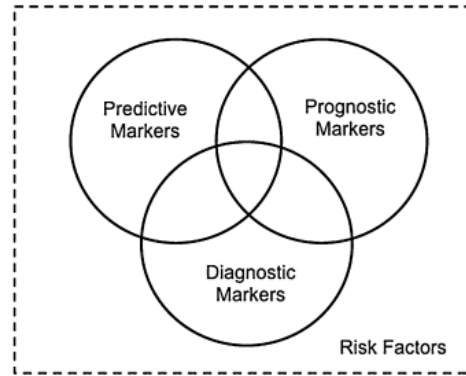 Predictive
Markers
Prognostic
Markers
Diagnostic
Markers
Risk Factors